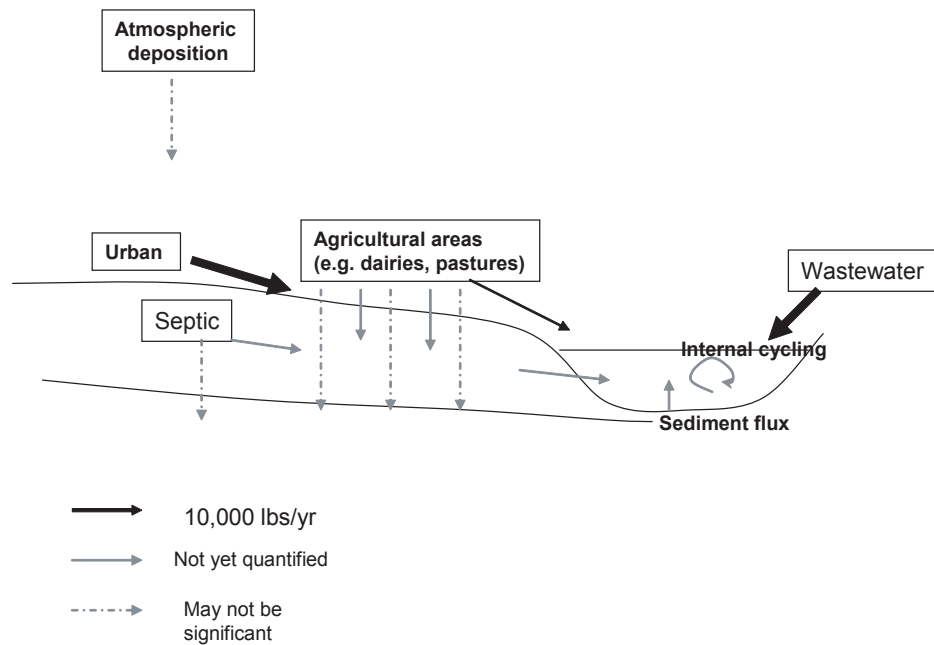 Atmospheric
deposition
Urban
Agricultural areas
(e.g. dairies, pastures)
Wastewater
Septic
Internal cycling
Sediment flux
10,000 lbs/yr
Not yet quantified
May not be
significant